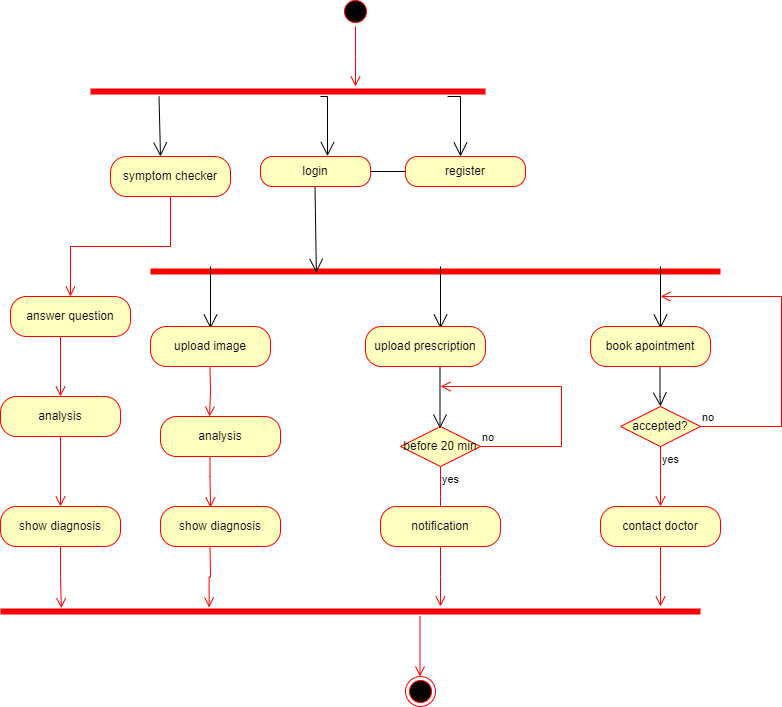 symptom checker
login
register
answer question
upload image
upload prescription
book apointment
analysis
analysis
before 20 min
no
accepted?
no
yes
yes
show diagnosis
show diagnosis
notification
contact doctor